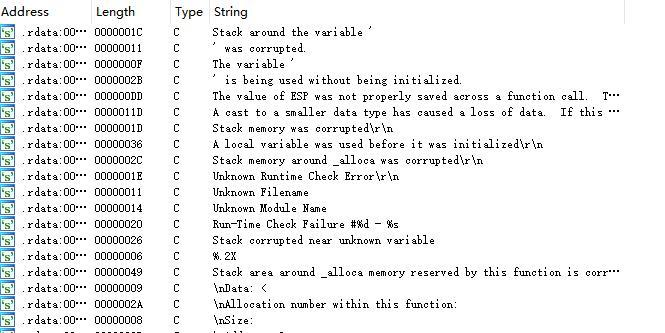 Address Length Type String
.rdata:00… 0000001C C Stack around the variable '
.rdata:00… 00000011 C ' was corrupted.
.rdata:00… 0000000F C The variable '
.rdata:00… 0000002B C ' is being used without being initialized.
.rdata:00… 000000DD C The value of ESP was not properly saved across a function call.  T…
.rdata:00… 0000011D C A cast to a smaller data type has caused a loss of data.  If this …
.rdata:00… 0000001D C Stack memory was corrupted\r\n
.rdata:00… 00000036 C A local variable was used before it was initialized\r\n
.rdata:00… 0000002C C Stack memory around _alloca was corrupted\r\n
.rdata:00… 0000001E C Unknown Runtime Check Error\r\n
.rdata:00… 00000011 C Unknown Filename
.rdata:00… 00000014 C Unknown Module Name
.rdata:00… 00000020 C Run-Time Check Failure #%d - %s
.rdata:00… 00000026 C Stack corrupted near unknown variable
.rdata:00… 00000006 C %.2X
.rdata:00… 00000049 C Stack area around _alloca memory reserved by this function is corr…
.rdata:00… 00000009 C \nData: <
.rdata:00… 0000002A C \nAllocation number within this function:
.rdata:00… 00000008 C \nSize: